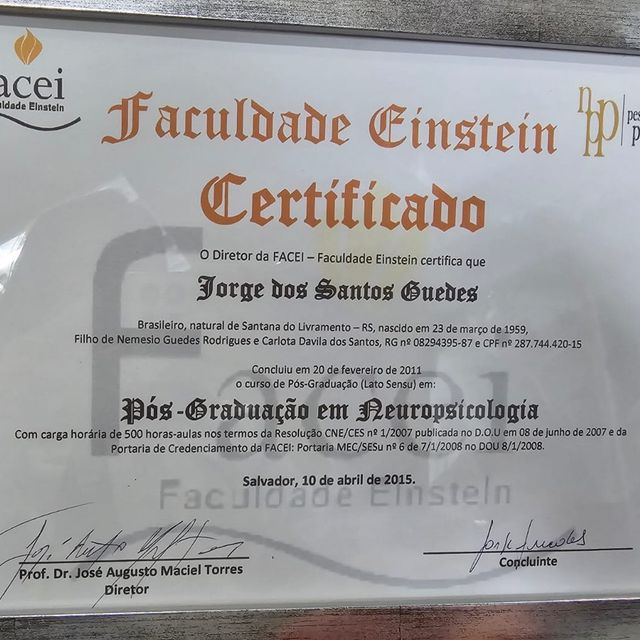 acei
ldade Einstein
Faculdade Einstein
npp
pes
p
Certificado
O Diretor da FACEI – Faculdade Einstein certifica que
Jorge dos Santos Guedes
Brasileiro, natural de Santana do Livramento – RS, nascido em 23 de março de 1959,
Filho de Nemesio Guedes Rodrigues e Carlota Davila dos Santos, RG nº 08294395-87 e CPF nº 287.744.420-15
Concluiu em 20 de fevereiro de 2011
o curso de Pós-Graduação (Lato Sensu) em:
Pós-Graduação em Neuropsicologia
Com carga horária de 500 horas-aulas nos termos da Resolução CNE/CES nº 1/2007 publicada no D.O.U em 08 de junho de 2007 e da
Portaria de Credenciamento da FACEI: Portaria MEC/SESu nº 6 de 7/1/2008 no DOU 8/1/2008.
Salvador, 10 de abril de 2015.
Facei
Faculdade Einstein
Prof. Dr. José Augusto Maciel Torres
Diretor
Concluinte